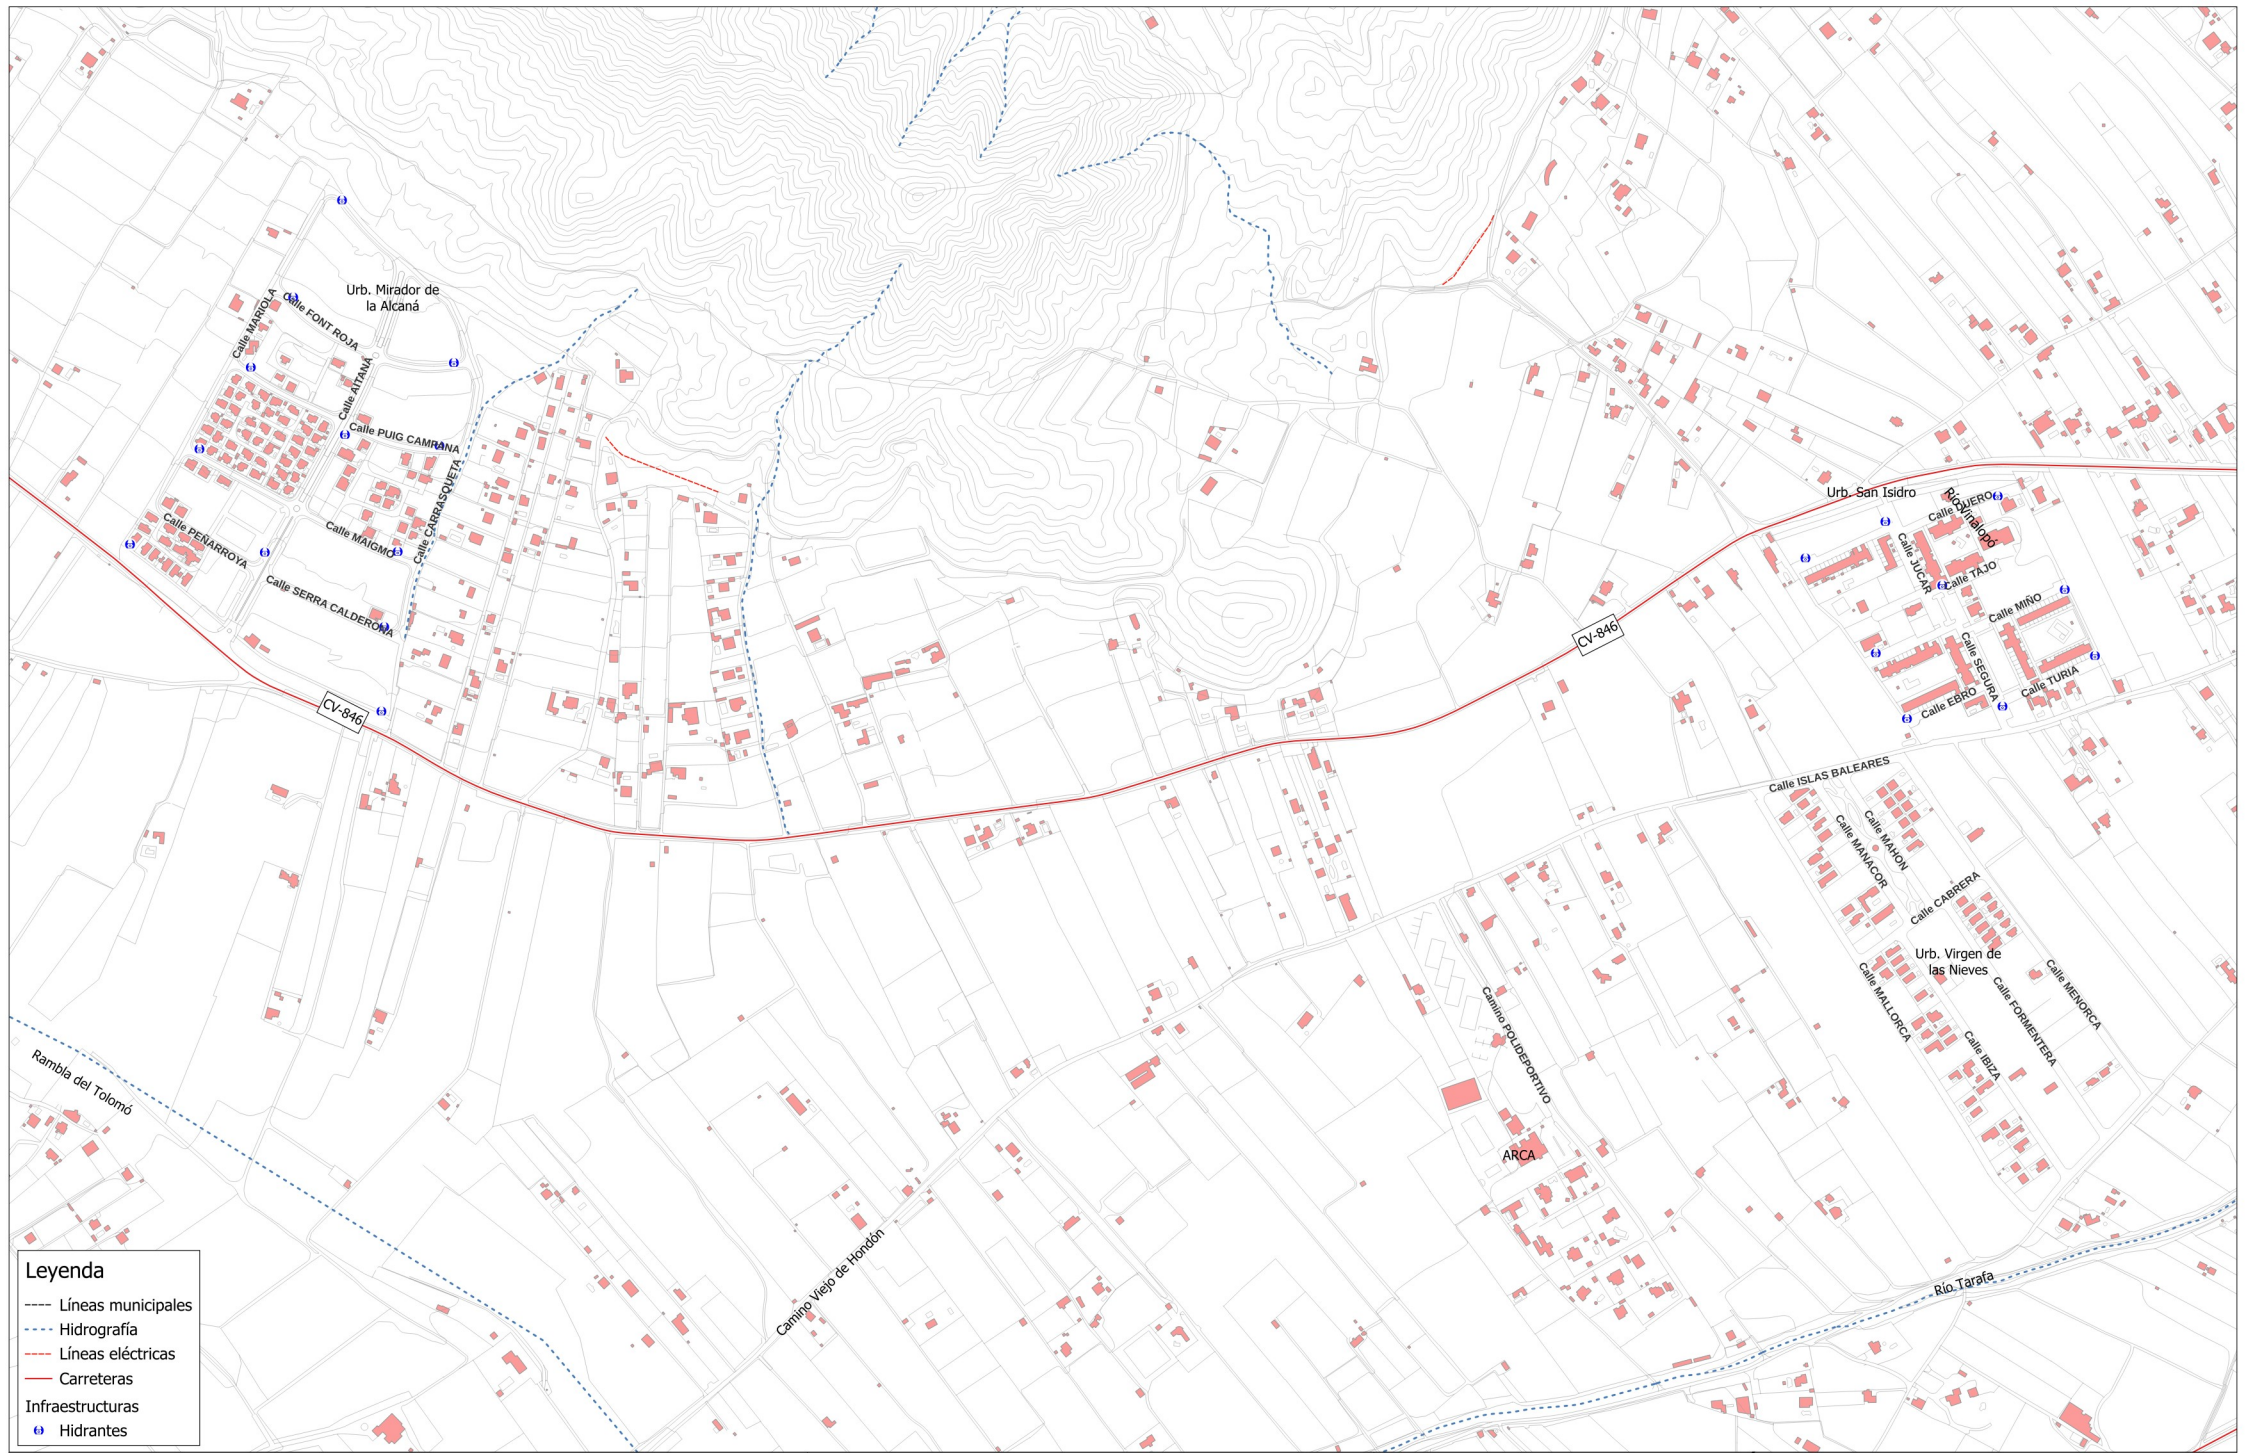 Urb. Mirador de
la Alcaná
Calle MARIOLA
Calle FONT ROJA
Calle AITANA
Calle PUIG CAMPANA
Calle CARRASQUETA
Calle PEÑARROYA
Calle MAIGMO
Calle SERRA CALDERONA
CV-846
CV-846
Urb. San Isidro
Río Vinalopó
Calle DUERO
Calle JUCAR
Calle TAJO
Calle MIÑO
Calle SEGURA
Calle TURIA
Calle EBRO
Calle ISLAS BALEARES
Calle MAHON
Calle MANACOR
Calle CABRERA
Urb. Virgen de
las Nieves
Calle MALLORCA
Calle MENORCA
Calle FORMENTERA
Calle IBIZA
Camino POLIDEPORTIVO
ARCA
Rambla del Tolomó
Camino Viejo de Hondón
Río Tarafa
Leyenda
Líneas municipales
Hidrografía
Líneas eléctricas
Carreteras
Infraestructuras
Hidrantes